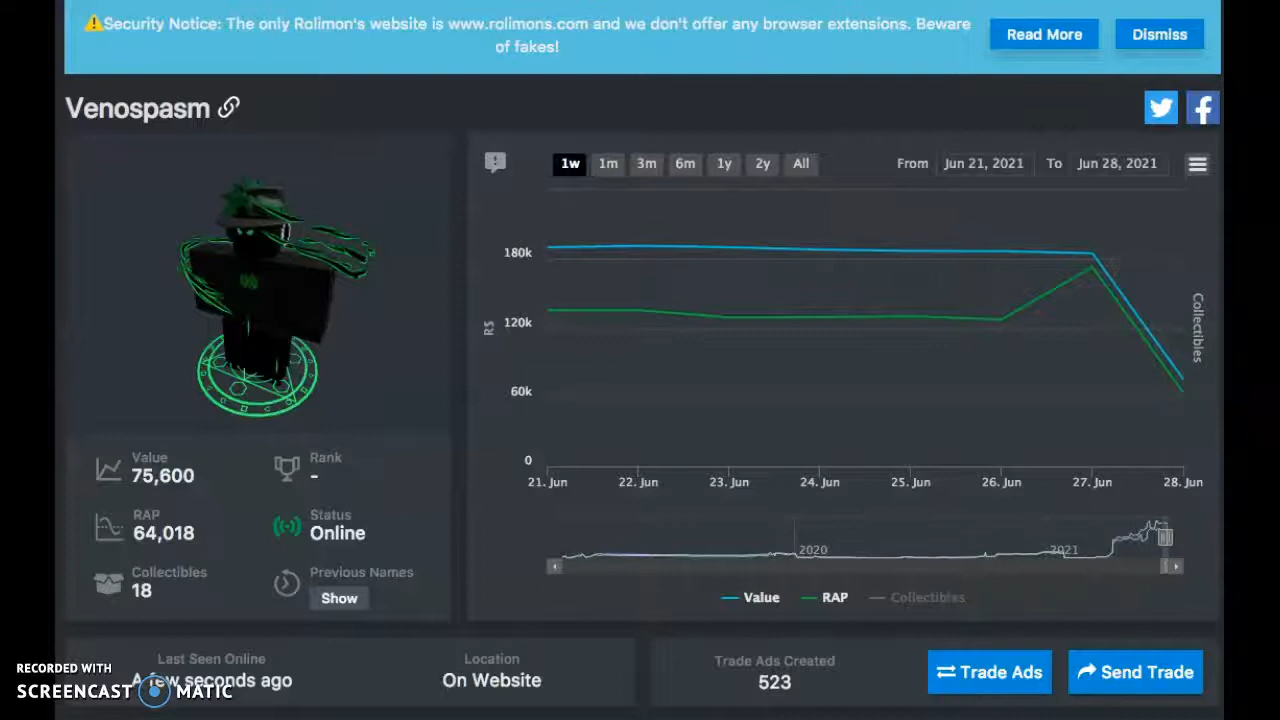 ⚠Security Notice: The only Rolimon's website is www.rolimons.com and we don't offer any browser extensions. Beware
of fakes!
Read More
Dismiss
Venospasm
1w 1m 3m 6m 1y 2y All
From Jun 21, 2021 To Jun 28, 2021
180k
120k
60k
0
R$
Collectibles
21. Jun 22. Jun 23. Jun 24. Jun 25. Jun 26. Jun 27. Jun 28. Jun
2020 2021
Value RAP Collectibles
Value
75,600
Rank
-
RAP
64,018
Status
Online
Collectibles
18
Previous Names
Show
Last Seen Online
A few seconds ago
Location
On Website
Trade Ads Created
523
Trade Ads
Send Trade
RECORDED WITH
SCREENCAST MATIC